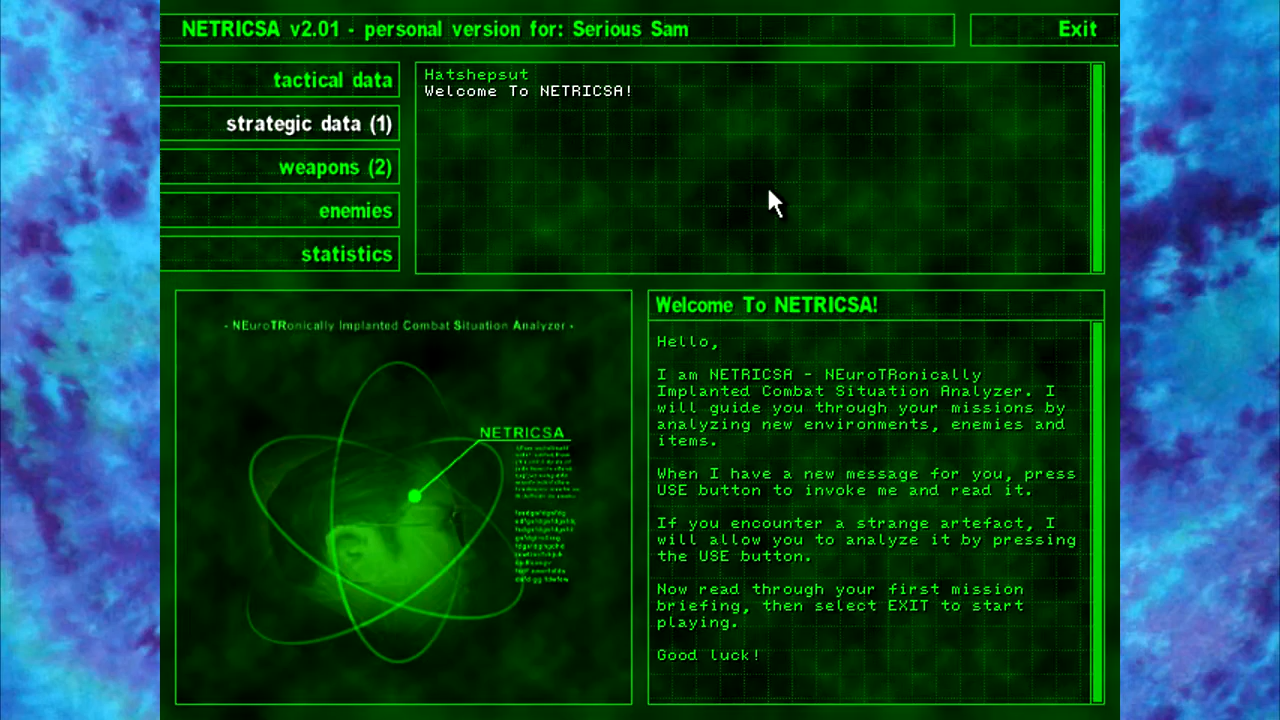 NETRICSA v2.01 - personal version for: Serious Sam
Exit
tactical data
strategic data (1)
weapons (2)
enemies
statistics
Hatshepsut
Welcome To NETRICSA!
- NEuroTRonically Implanted Combat Situation Analyzer -
NETRICSA
Welcome To NETRICSA!
Hello,
I am NETRICSA - NEuroTRonically
Implanted Combat Situation Analyzer. I
will guide you through your missions by
analyzing new environments, enemies and
items.
When I have a new message for you, press
USE button to invoke me and read it.
If you encounter a strange artefact, I
will allow you to analyze it by pressing
the USE button.
Now read through your first mission
briefing, then select EXIT to start
playing.
Good luck!